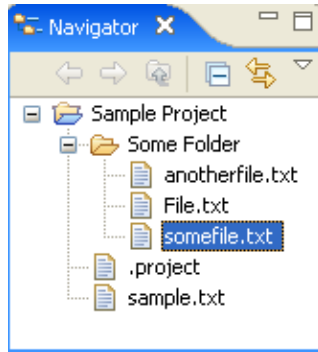 Navigator
Sample Project
Some Folder
anotherfile.txt
File.txt
somefile.txt
.project
sample.txt